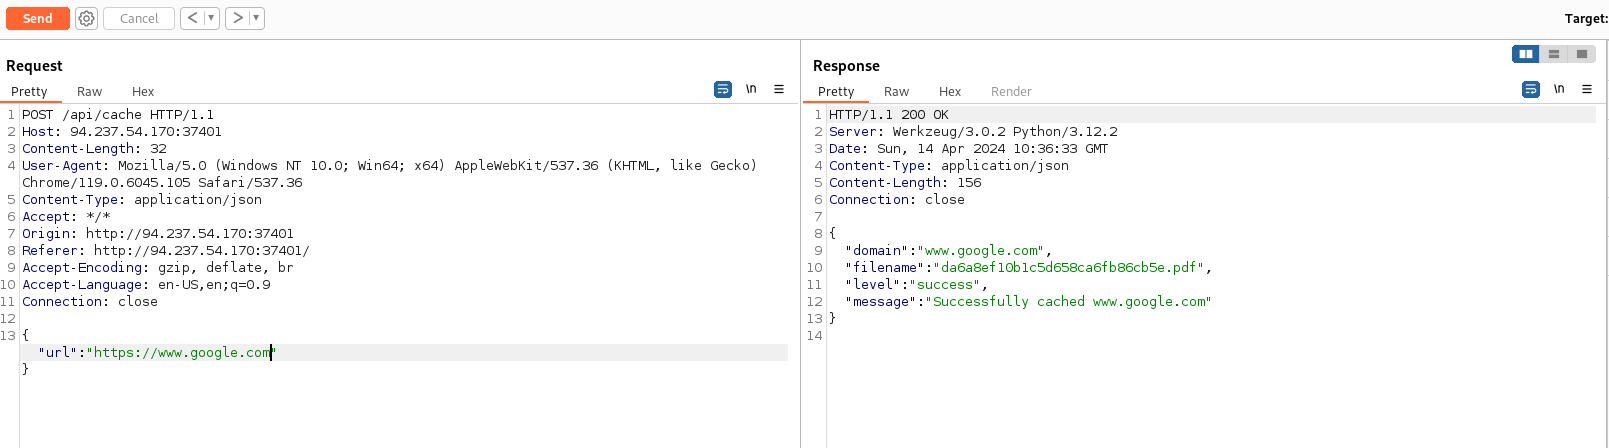 Send Cancel < ▾ > ▾ Target:
Request
Pretty Raw Hex \n
1 POST /api/cache HTTP/1.1
2 Host: 94.237.54.170:37401
3 Content-Length: 32
4 User-Agent: Mozilla/5.0 (Windows NT 10.0; Win64; x64) AppleWebKit/537.36 (KHTML, like Gecko)
Chrome/119.0.6045.105 Safari/537.36
5 Content-Type: application/json
6 Accept: */*
7 Origin: http://94.237.54.170:37401
8 Referer: http://94.237.54.170:37401/
9 Accept-Encoding: gzip, deflate, br
10 Accept-Language: en-US,en;q=0.9
11 Connection: close
12
13 {
"url":"https://www.google.com"
}
Response
Pretty Raw Hex Render \n
1 HTTP/1.1 200 OK
2 Server: Werkzeug/3.0.2 Python/3.12.2
3 Date: Sun, 14 Apr 2024 10:36:33 GMT
4 Content-Type: application/json
5 Content-Length: 156
6 Connection: close
7
8 {
9 "domain":"www.google.com",
10 "filename":"da6a8ef10b1c5d658ca6fb86cb5e.pdf",
11 "level":"success",
12 "message":"Successfully cached www.google.com"
13 }
14